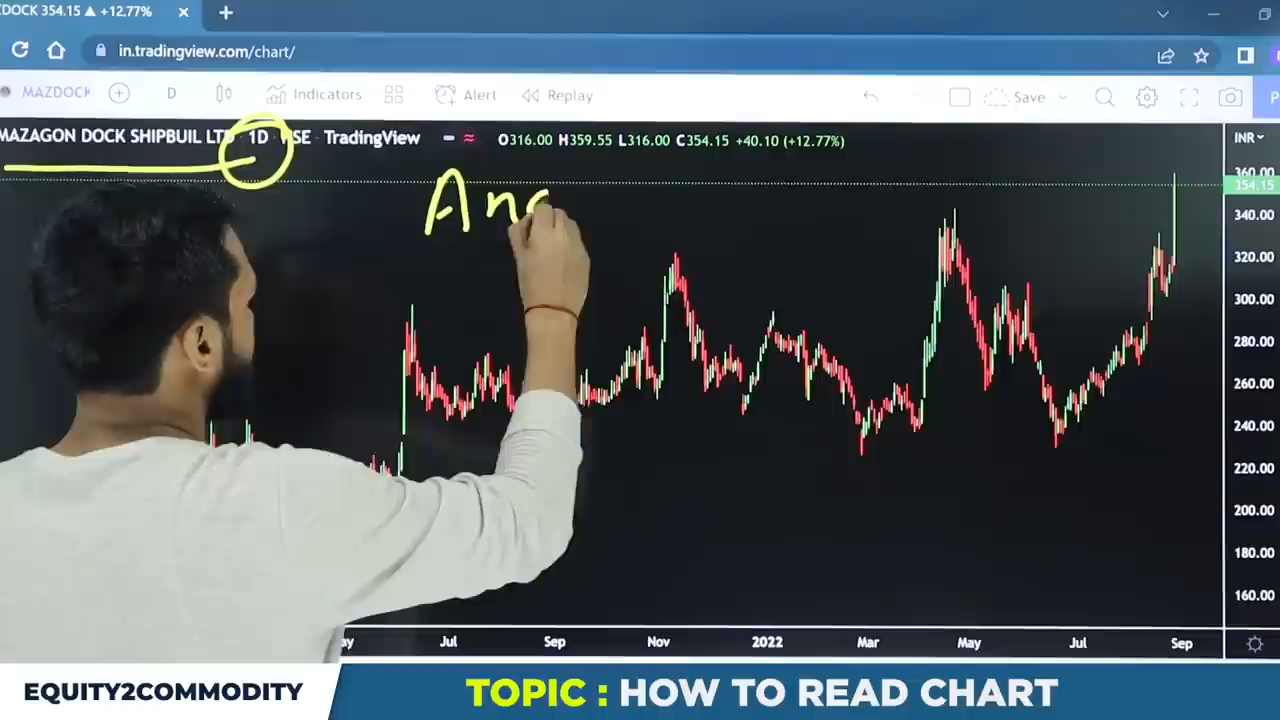 DOCK 354.15 ▲ +12.77%
in.tradingview.com/chart/
MAZDOCK D Indicators Alert Replay Save
MAZAGON DOCK SHIPBUIL LTD 1D TradingView O316.00 H359.55 L316.00 C354.15 +40.10 (+12.77%)
INR
360.00
354.15
340.00
320.00
300.00
280.00
260.00
240.00
220.00
200.00
180.00
160.00
Jul Sep Nov 2022 Mar May Jul Sep
EQUITY2COMMODITY
TOPIC : HOW TO READ CHART